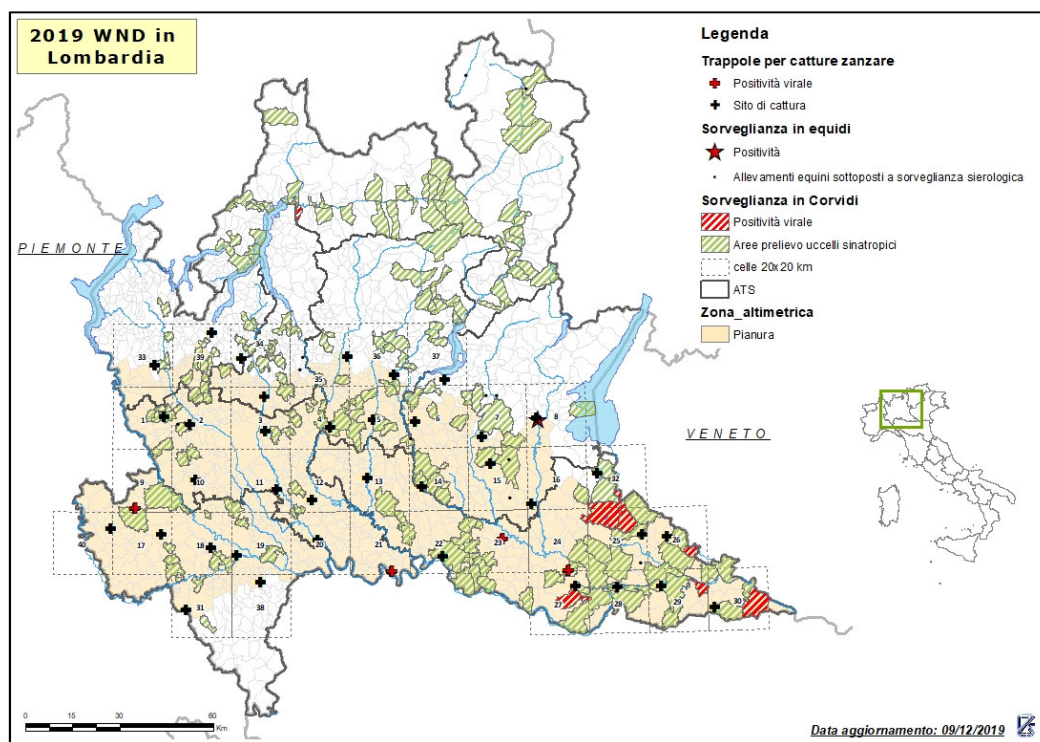 2019 WND in
Lombardia
Legenda
Trappole per catture zanzare
Positività virale
Sito di cattura
Sorveglianza in equidi
Positività
Allevamenti equini sottoposti a sorveglianza sierologica
Sorveglianza in Corvidi
Positività virale
Aree prelievo uccelli sinatropici
celle 20x20 km
ATS
Zona_altimetrica
Pianura
PIEMONTE
VENETO
33
39
34
36
37
35
1
2
3
4
5
6
8
9
10
11
12
13
14
15
16
32
40
17
18
19
20
21
22
23
24
25
26
31
38
27
28
29
30
0
15
30
60
Km
Data aggiornamento: 09/12/2019